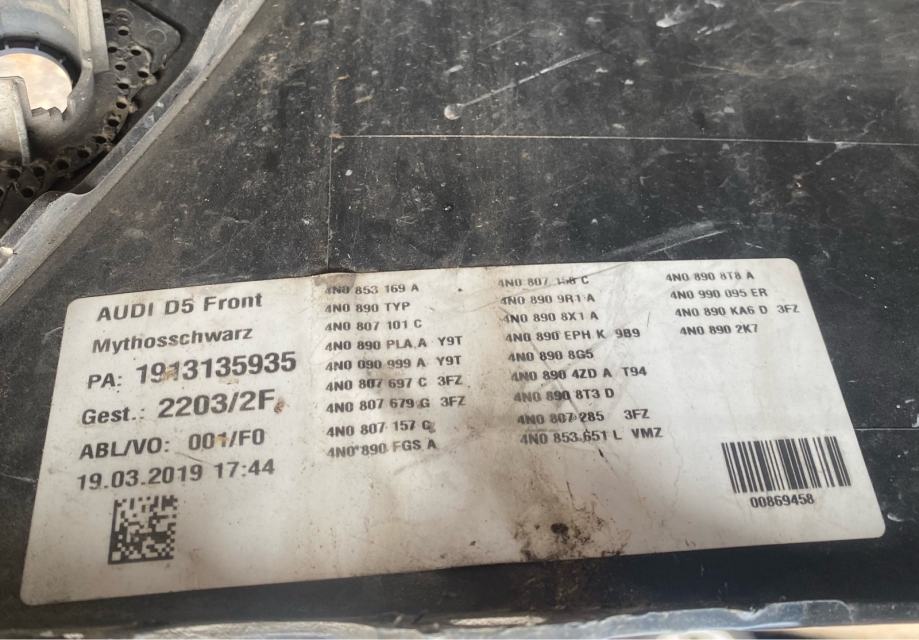 AUDI D5 Front
Mythosschwarz
PA: 1913135935
Gest.: 2203/2F
ABL/VO: 001/F0
19.03.2019 17:44
4N0 853 169 A
4N0 890 TYP
4N0 807 101 C
4N0 890 PLA A Y9T
4N0 090 999 A Y9T
4N0 807 697 C 3FZ
4N0 807 679 G 3FZ
4N0 807 157 C
4N0 890 FGS A
4N0 807 C
4N0 890 9R1 A
4N0 890 8X1 A
4N0 890 EPH K 9B9
4N0 890 8G5
4N0 890 4ZD A T94
4N0 890 8T3 D
4N0 807 285 3FZ
4N0 853 651 L VMZ
4N0 890 8T8 A
4N0 990 095 ER
4N0 890 KA6 D 3FZ
4N0 890 2K7
00869458